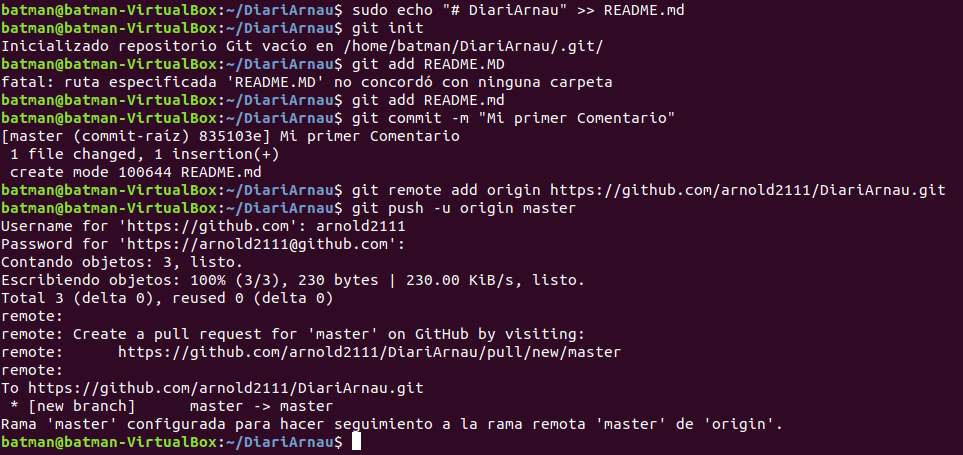 batman@batman-VirtualBox:~/DiariArnau$ sudo echo "# DiariArnau" >> README.md
batman@batman-VirtualBox:~/DiariArnau$ git init
Inicializado repositorio Git vacío en /home/batman/DiariArnau/.git/
batman@batman-VirtualBox:~/DiariArnau$ git add README.MD
fatal: ruta especificada 'README.MD' no concordó con ninguna carpeta
batman@batman-VirtualBox:~/DiariArnau$ git add README.md
batman@batman-VirtualBox:~/DiariArnau$ git commit -m "Mi primer Comentario"
[master (commit-raíz) 835103e] Mi primer Comentario
 1 file changed, 1 insertion(+)
 create mode 100644 README.md
batman@batman-VirtualBox:~/DiariArnau$ git remote add origin https://github.com/arnold2111/DiariArnau.git
batman@batman-VirtualBox:~/DiariArnau$ git push -u origin master
Username for 'https://github.com': arnold2111
Password for 'https://arnold2111@github.com':
Contando objetos: 3, listo.
Escribiendo objetos: 100% (3/3), 230 bytes | 230.00 KiB/s, listo.
Total 3 (delta 0), reused 0 (delta 0)
remote:
remote: Create a pull request for 'master' on GitHub by visiting:
remote:      https://github.com/arnold2111/DiariArnau/pull/new/master
remote:
To https://github.com/arnold2111/DiariArnau.git
 * [new branch]      master -> master
Rama 'master' configurada para hacer seguimiento a la rama remota 'master' de 'origin'.
batman@batman-VirtualBox:~/DiariArnau$